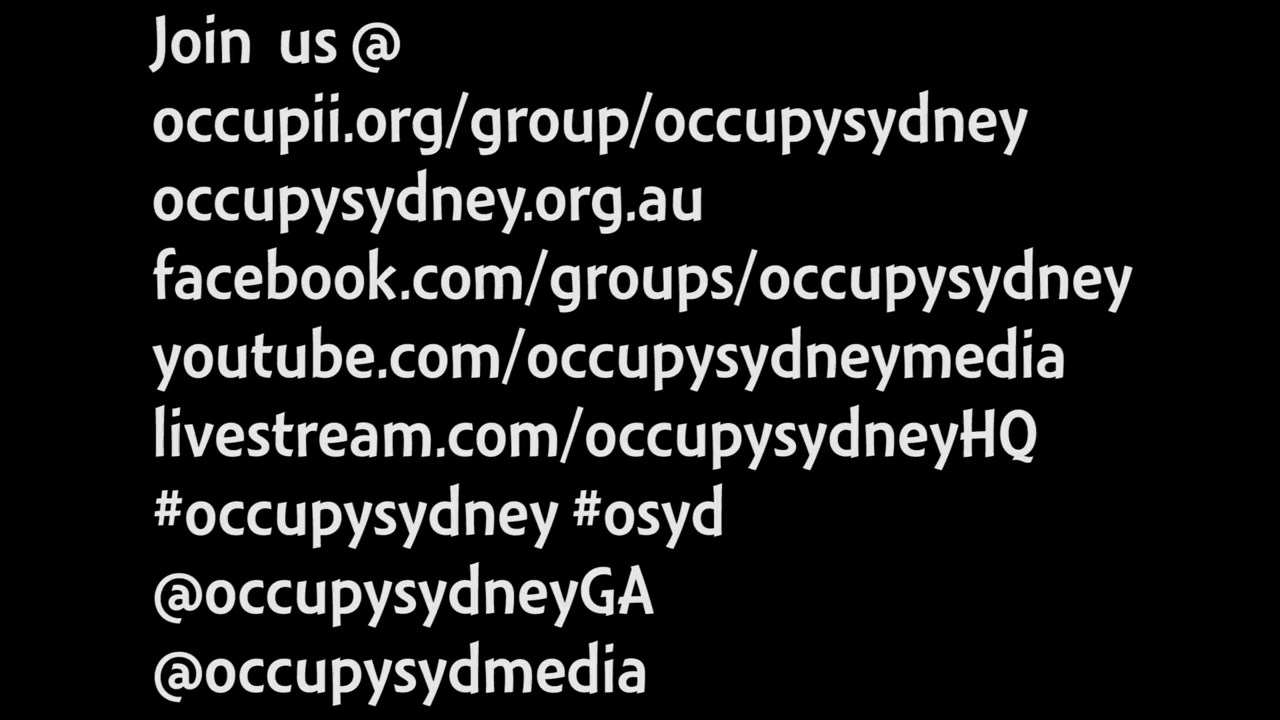 Join us @
occupii.org/group/occupysydney
occupysydney.org.au
facebook.com/groups/occupysydney
youtube.com/occupysydneymedia
livestream.com/occupysydneyHQ
#occupysydney #osyd
@occupysydneyGA
@occupysydmedia